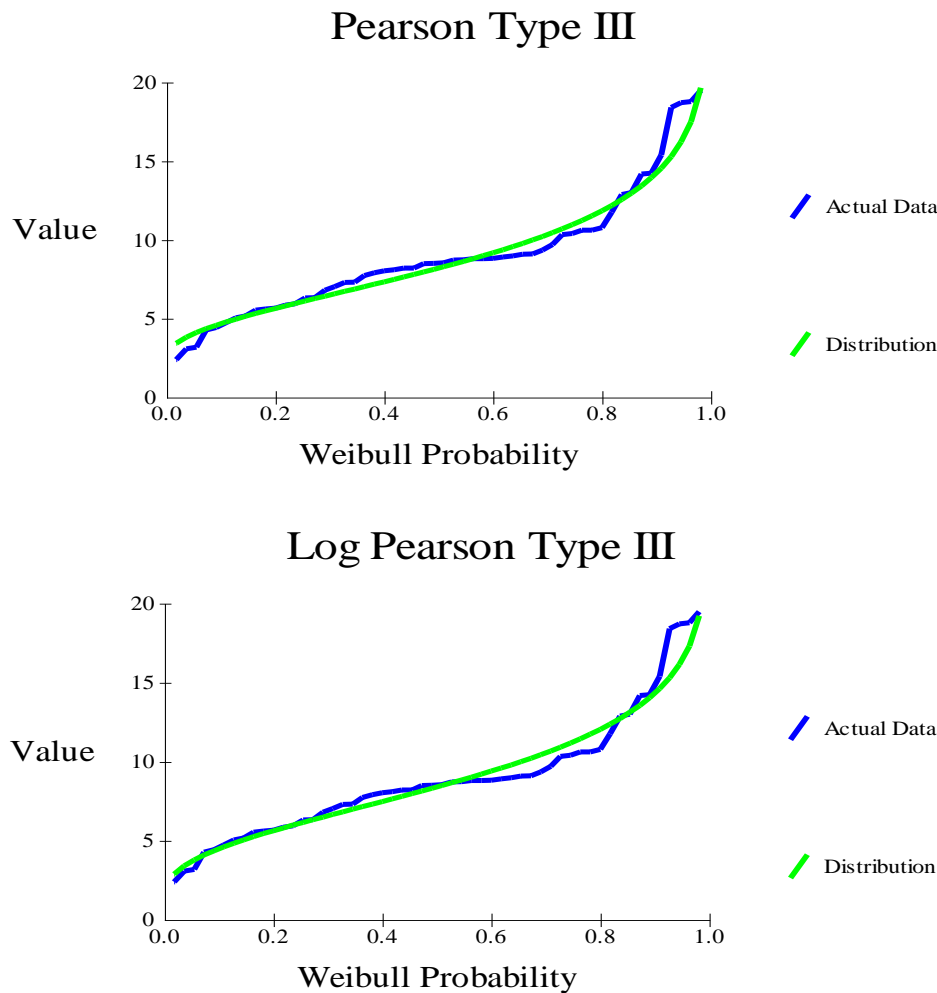 Pearson Type III
20
15
10
5
0
Value
0.0 0.2 0.4 0.6 0.8 1.0
Weibull Probability
Actual Data
Distribution
Log Pearson Type III
20
15
10
5
0
Value
0.0 0.2 0.4 0.6 0.8 1.0
Weibull Probability
Actual Data
Distribution